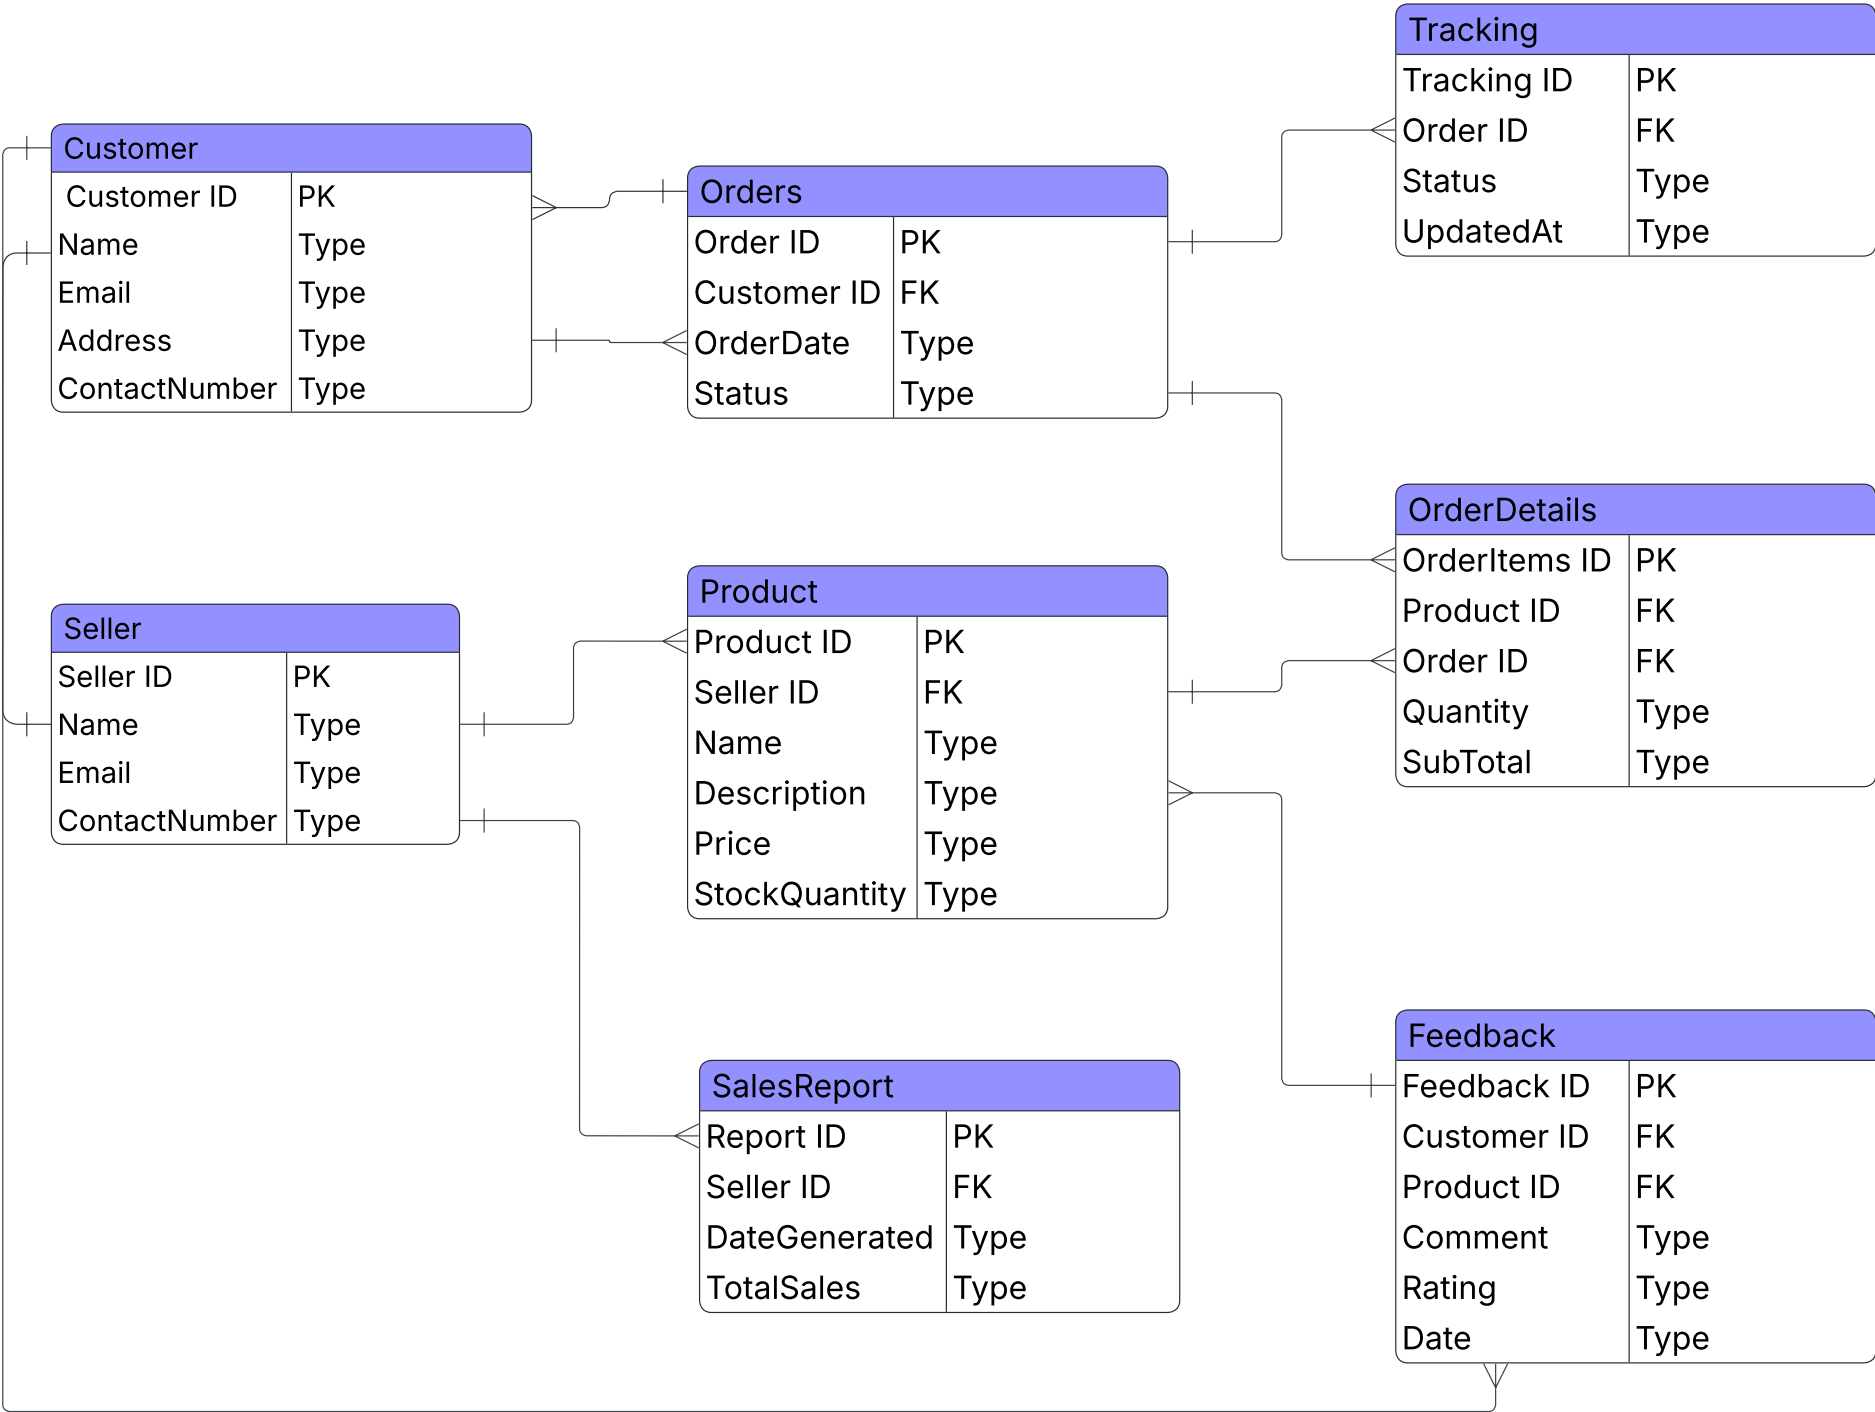 Customer
Customer ID PK
Name Type
Email Type
Address Type
ContactNumber Type
Orders
Order ID PK
Customer ID FK
OrderDate Type
Status Type
Tracking
Tracking ID PK
Order ID FK
Status Type
UpdatedAt Type
OrderDetails
OrderItems ID PK
Product ID FK
Order ID FK
Quantity Type
SubTotal Type
Seller
Seller ID PK
Name Type
Email Type
ContactNumber Type
Product
Product ID PK
Seller ID FK
Name Type
Description Type
Price Type
StockQuantity Type
SalesReport
Report ID PK
Seller ID FK
DateGenerated Type
TotalSales Type
Feedback
Feedback ID PK
Customer ID FK
Product ID FK
Comment Type
Rating Type
Date Type